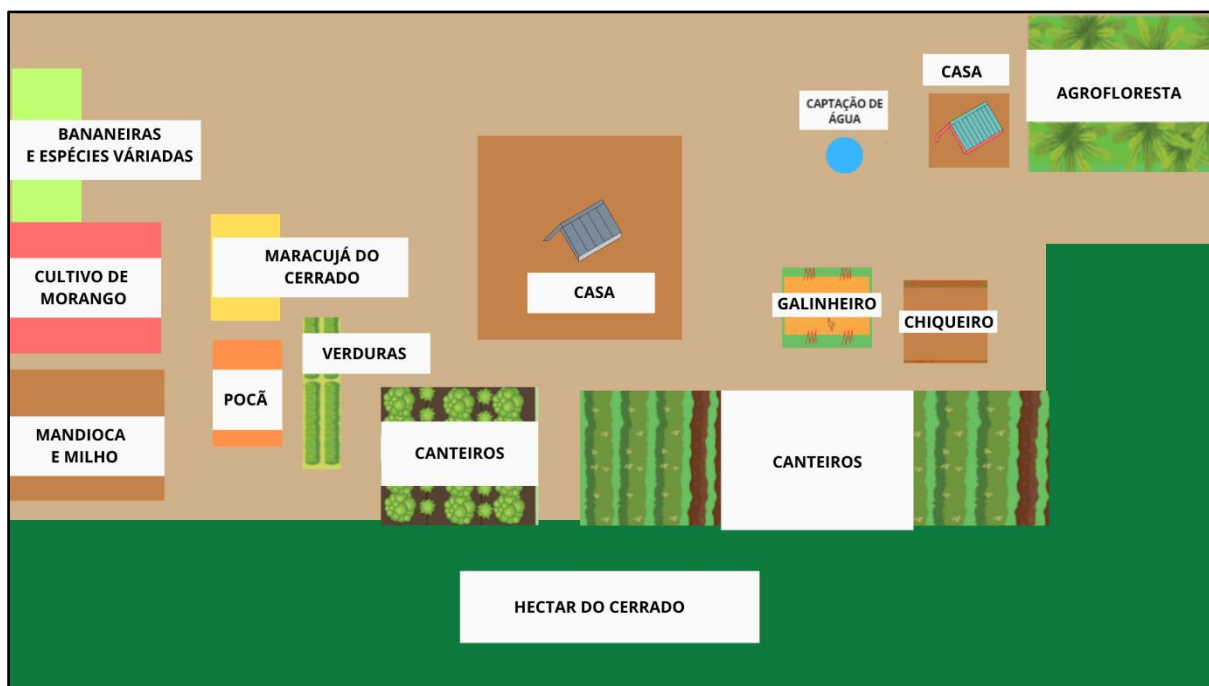 CASA
AGROFLORESTA
CAPTAÇÃO DE
ÁGUA
BANANEIRAS
E ESPÉCIES VÁRIADAS
MARACUJÁ DO
CERRADO
CULTIVO DE
MORANGO
CASA
GALINHEIRO
CHIQUEIRO
VERDURAS
POCÃ
MANDIOCA
E MILHO
CANTEIROS
CANTEIROS
HECTAR DO CERRADO